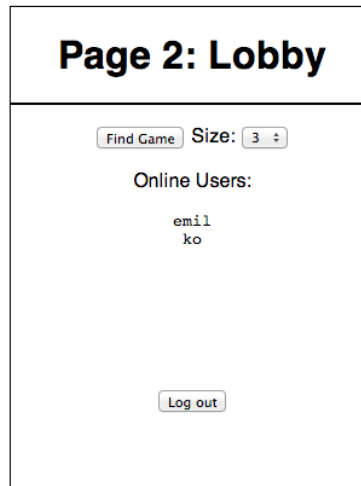 Page 2: Lobby
Find Game Size: 3
Online Users:
emil
ko
Log out